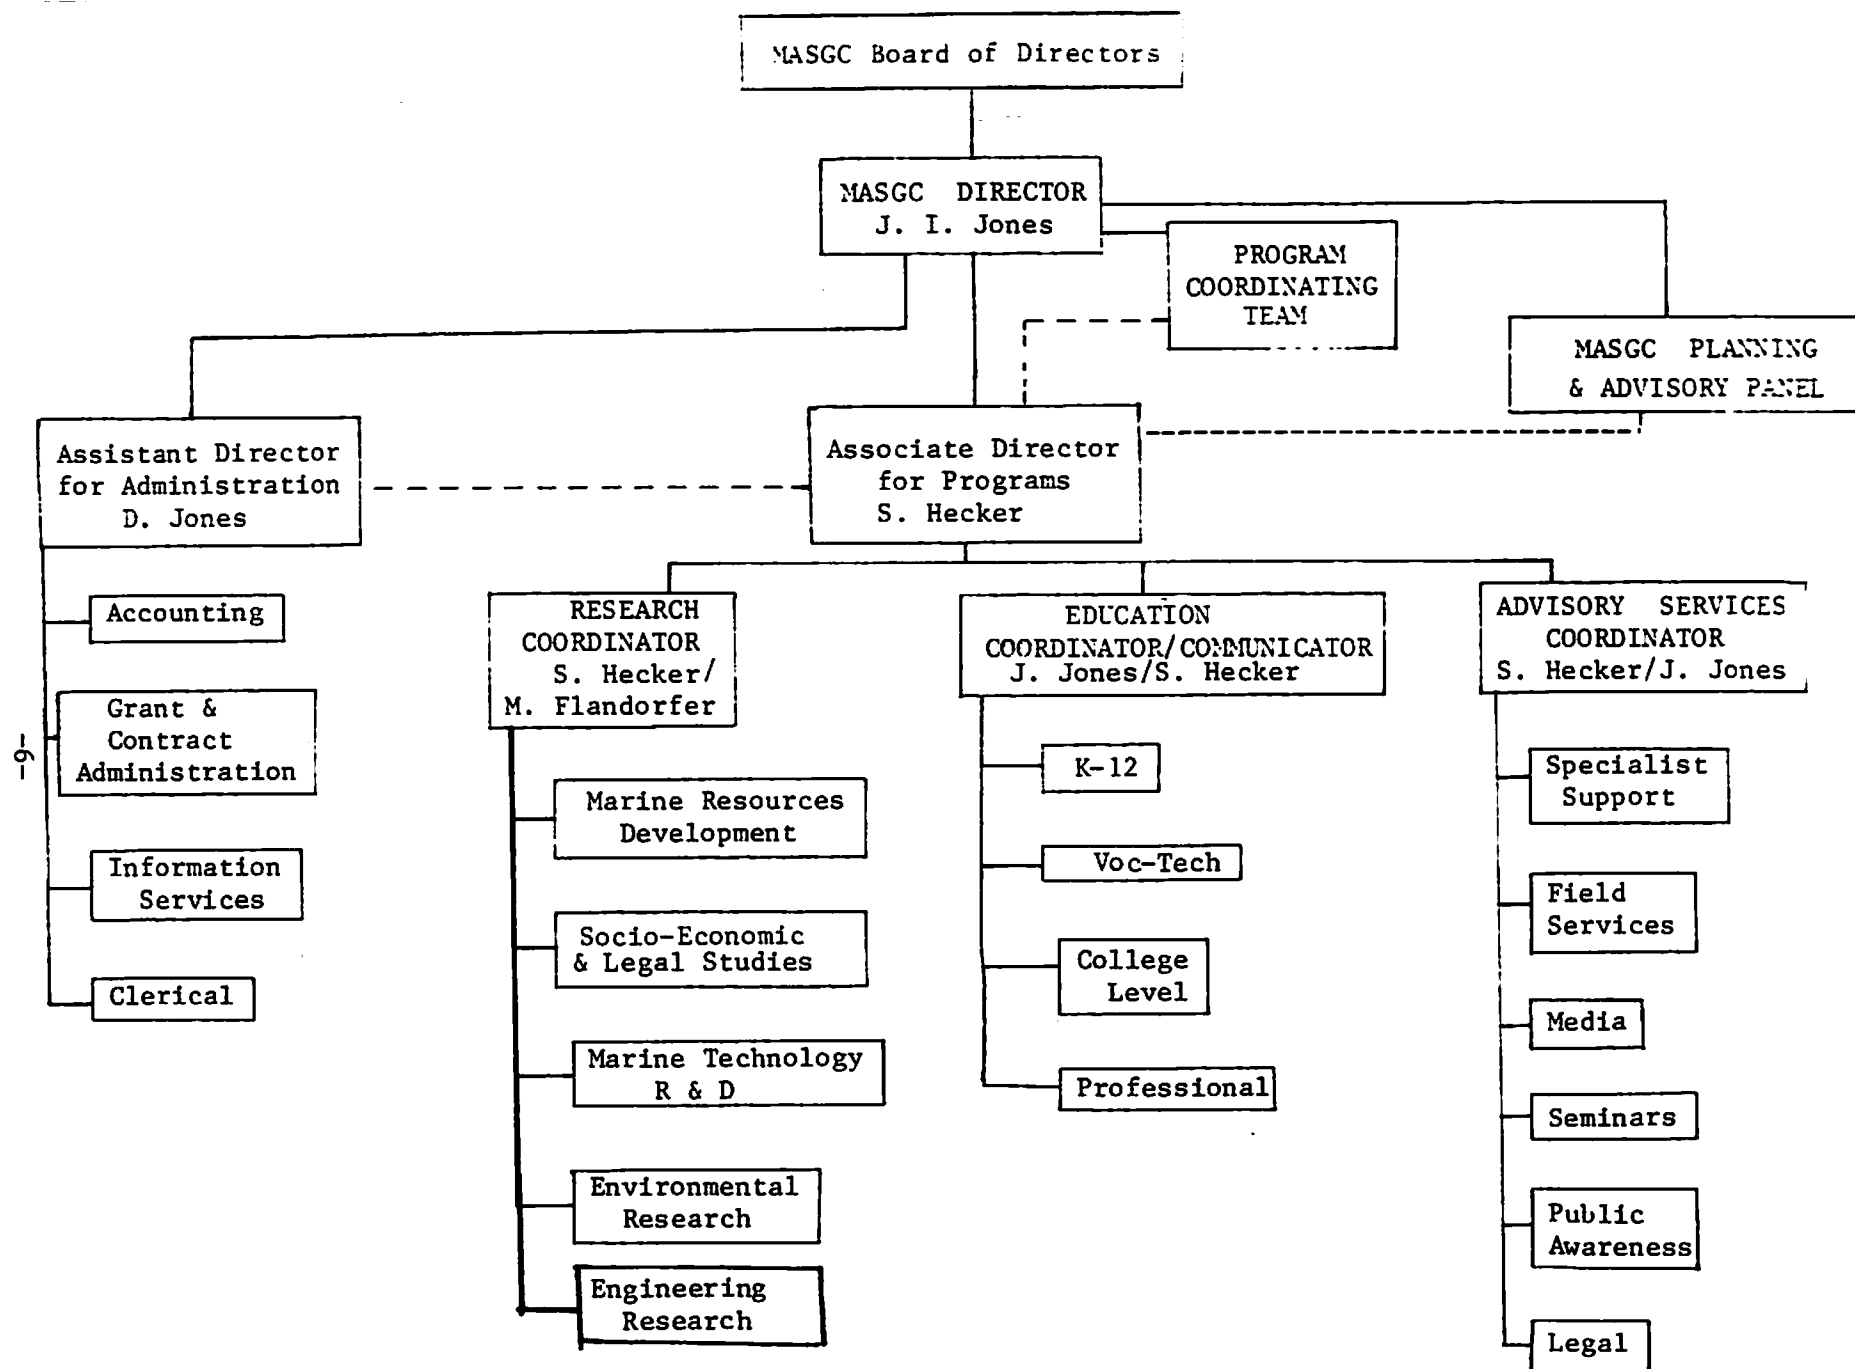 MASGC Board of Directors
MASGC DIRECTOR
J. I. Jones
PROGRAM
COORDINATING
TEAM
MASGC PLANNING
& ADVISORY PANEL
Assistant Director
for Administration
D. Jones
Associate Director
for Programs
S. Hecker
Accounting
Grant &
Contract
Administration
Information
Services
Clerical
RESEARCH
COORDINATOR
S. Hecker/
M. Flandorfer
Marine Resources
Development
Socio-Economic
& Legal Studies
Marine Technology
R & D
Environmental
Research
Engineering
Research
EDUCATION
COORDINATOR/COMMUNICATOR
J. Jones/S. Hecker
K-12
Voc-Tech
College
Level
Professional
ADVISORY SERVICES
COORDINATOR
S. Hecker/J. Jones
Specialist
Support
Field
Services
Media
Seminars
Public
Awareness
Legal
-9-